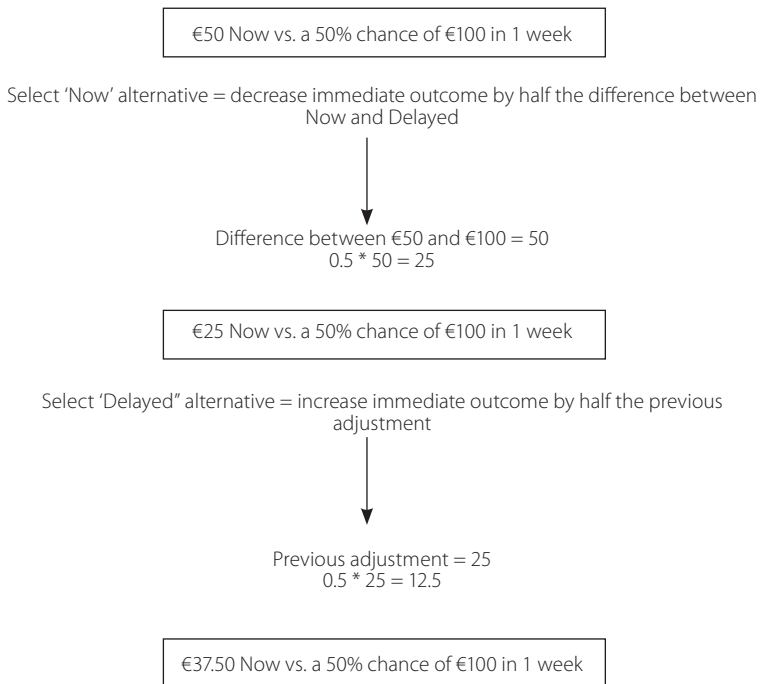 €50 Now vs. a 50% chance of €100 in 1 week
Select ‘Now’ alternative = decrease immediate outcome by half the difference between
Now and Delayed
Difference between €50 and €100 = 50
0.5 * 50 = 25
€25 Now vs. a 50% chance of €100 in 1 week
Select ‘Delayed” alternative = increase immediate outcome by half the previous
adjustment
Previous adjustment = 25
0.5 * 25 = 12.5
€37.50 Now vs. a 50% chance of €100 in 1 week